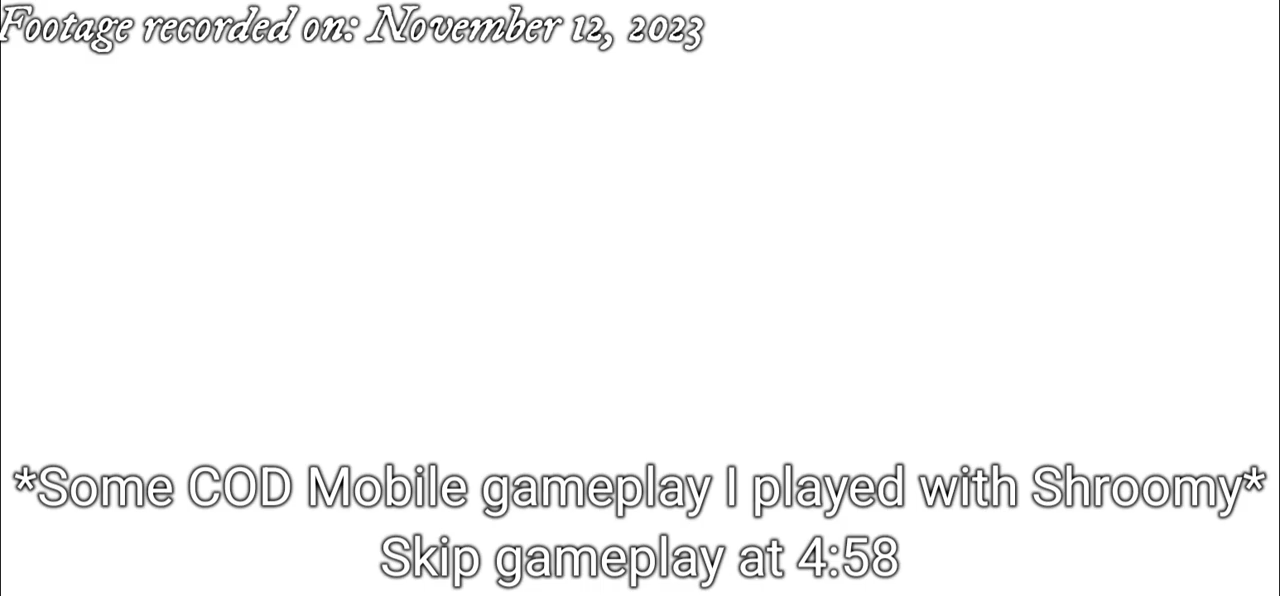 Footage recorded on: November 12, 2023
*Some COD Mobile gameplay I played with Shroomy*
Skip gameplay at 4:58